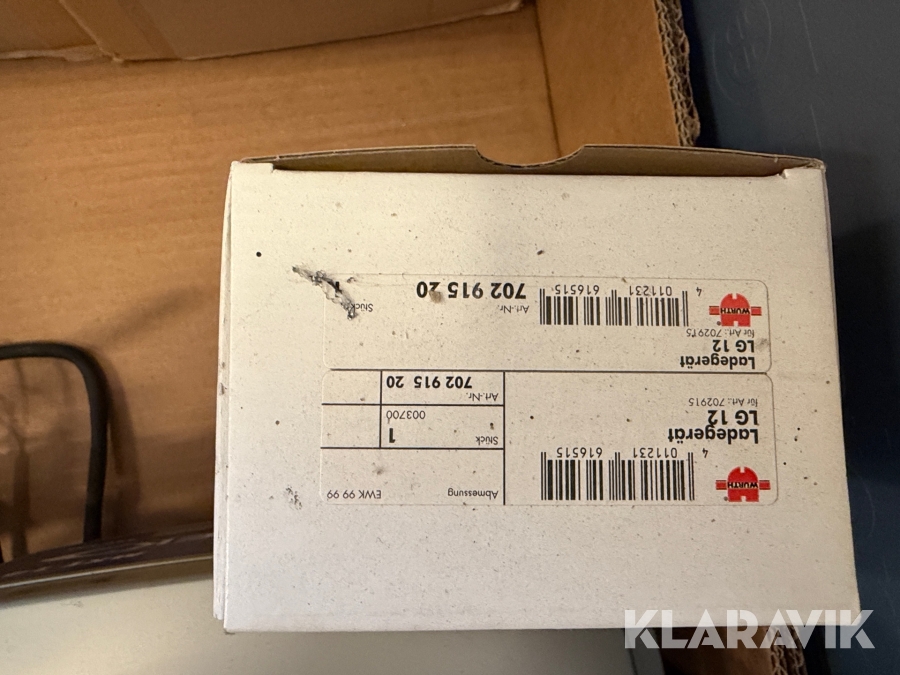 WÜRTH
4 011231 616515
Ladegerät
LG 12
für Art.: 702915
Abmessung
EWK 99 99
Stück
1
003700
Art.-Nr.
702 915 20
Ladegerät
LG 12
für Art.: 702915
WÜRTH
4 011231 616515
Art.-Nr.
702 915 20
Stück
KLARAVIK